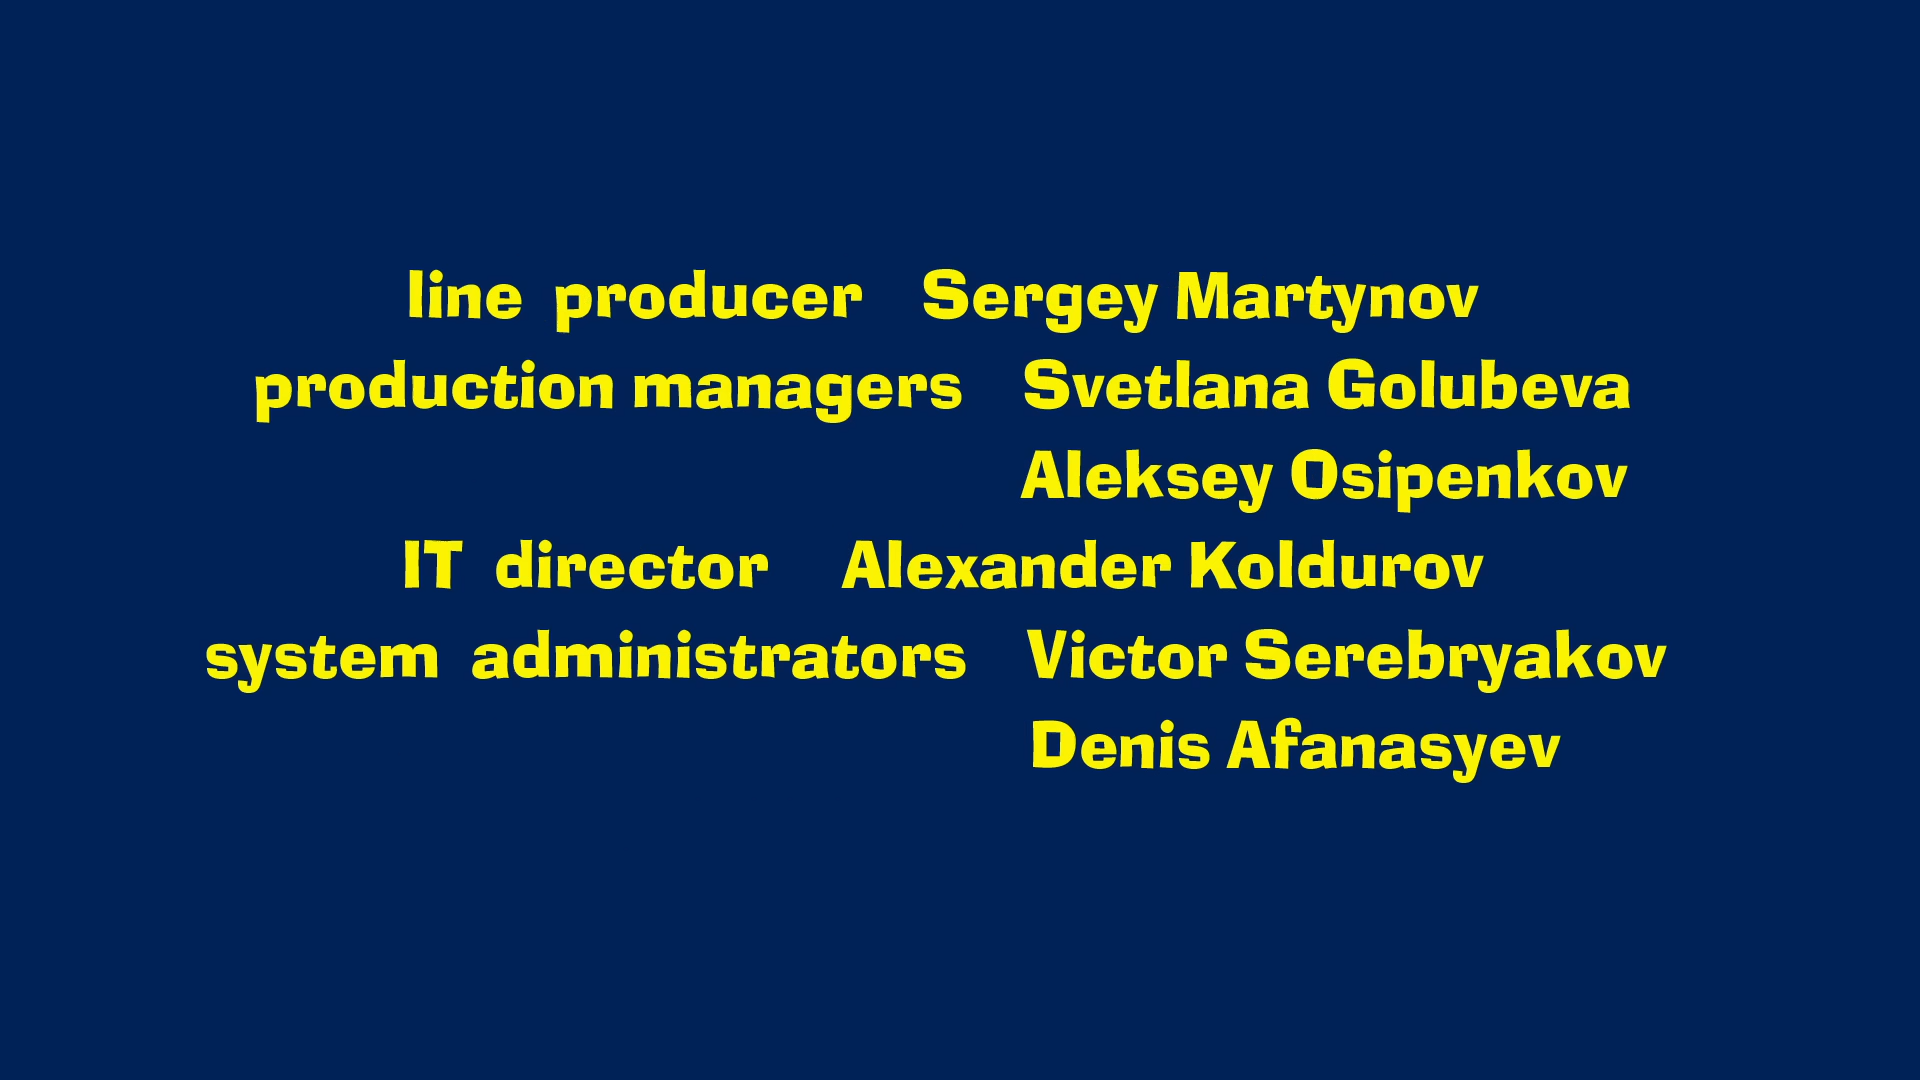 line producer Sergey Martynov
production managers Svetlana Golubeva
Aleksey Osipenkov
IT director Alexander Koldurov
system administrators Victor Serebryakov
Denis Afanasyev